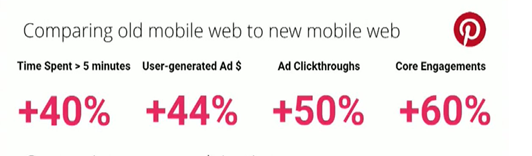 Comparing old mobile web to new mobile web
Time Spent > 5 minutes User-generated Ad $ Ad Clickthroughs Core Engagements
+40% +44% +50% +60%